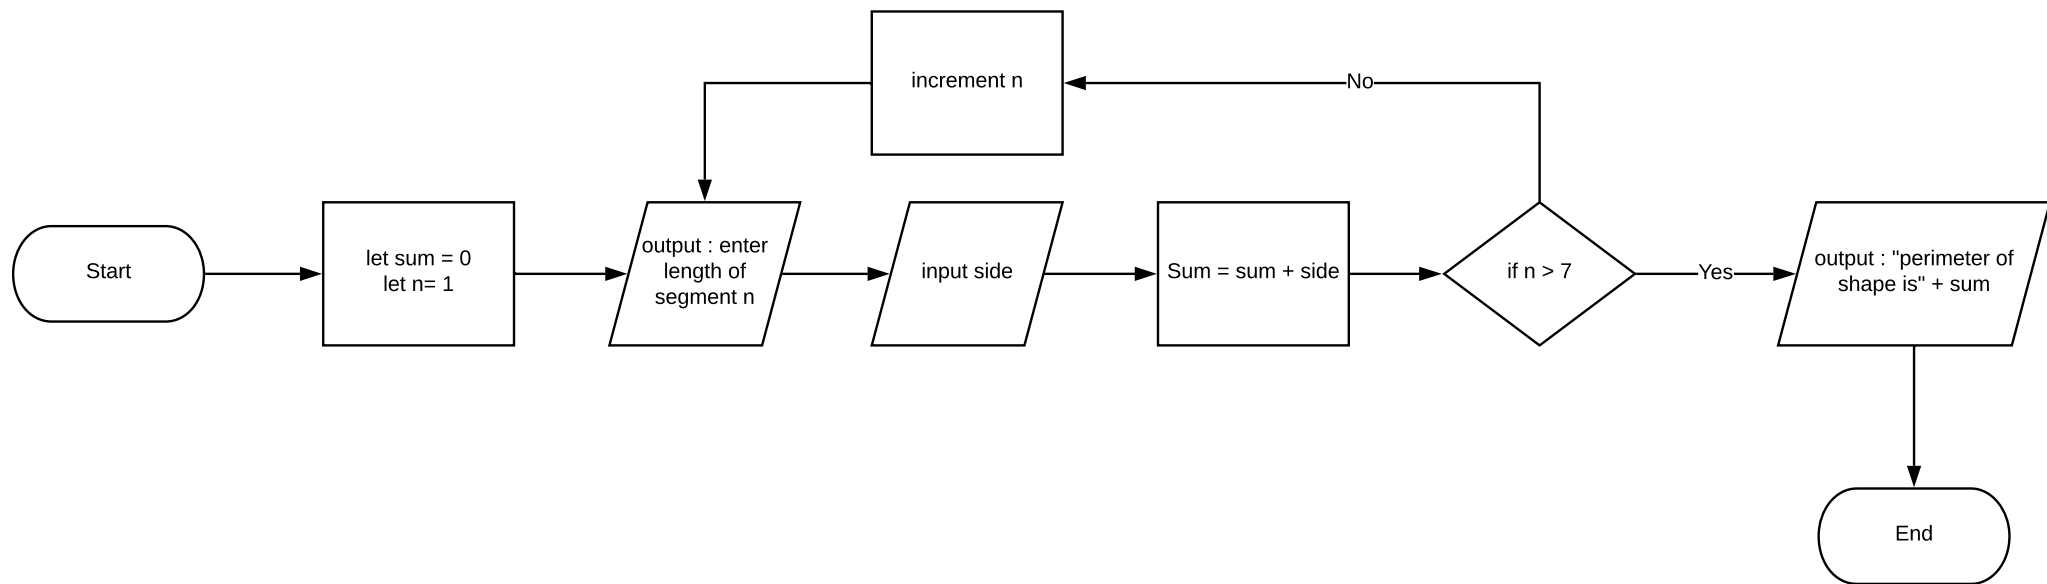 increment n
No
Start
let sum = 0
let n= 1
output : enter
length of
segment n
input side
Sum = sum + side
if n > 7
Yes
output : "perimeter of
shape is" + sum
End